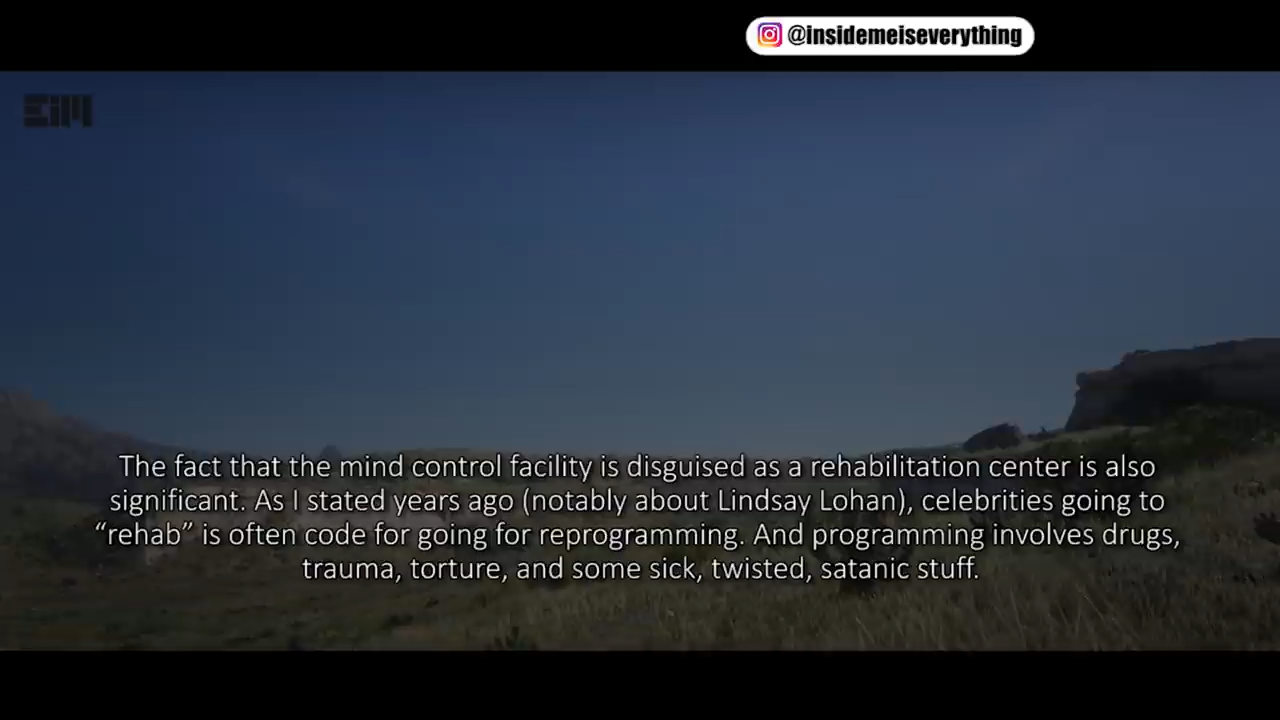 @insidemeiseverything
EiM
The fact that the mind control facility is disguised as a rehabilitation center is also
significant. As I stated years ago (notably about Lindsay Lohan), celebrities going to
“rehab” is often code for going for reprogramming. And programming involves drugs,
trauma, torture, and some sick, twisted, satanic stuff.